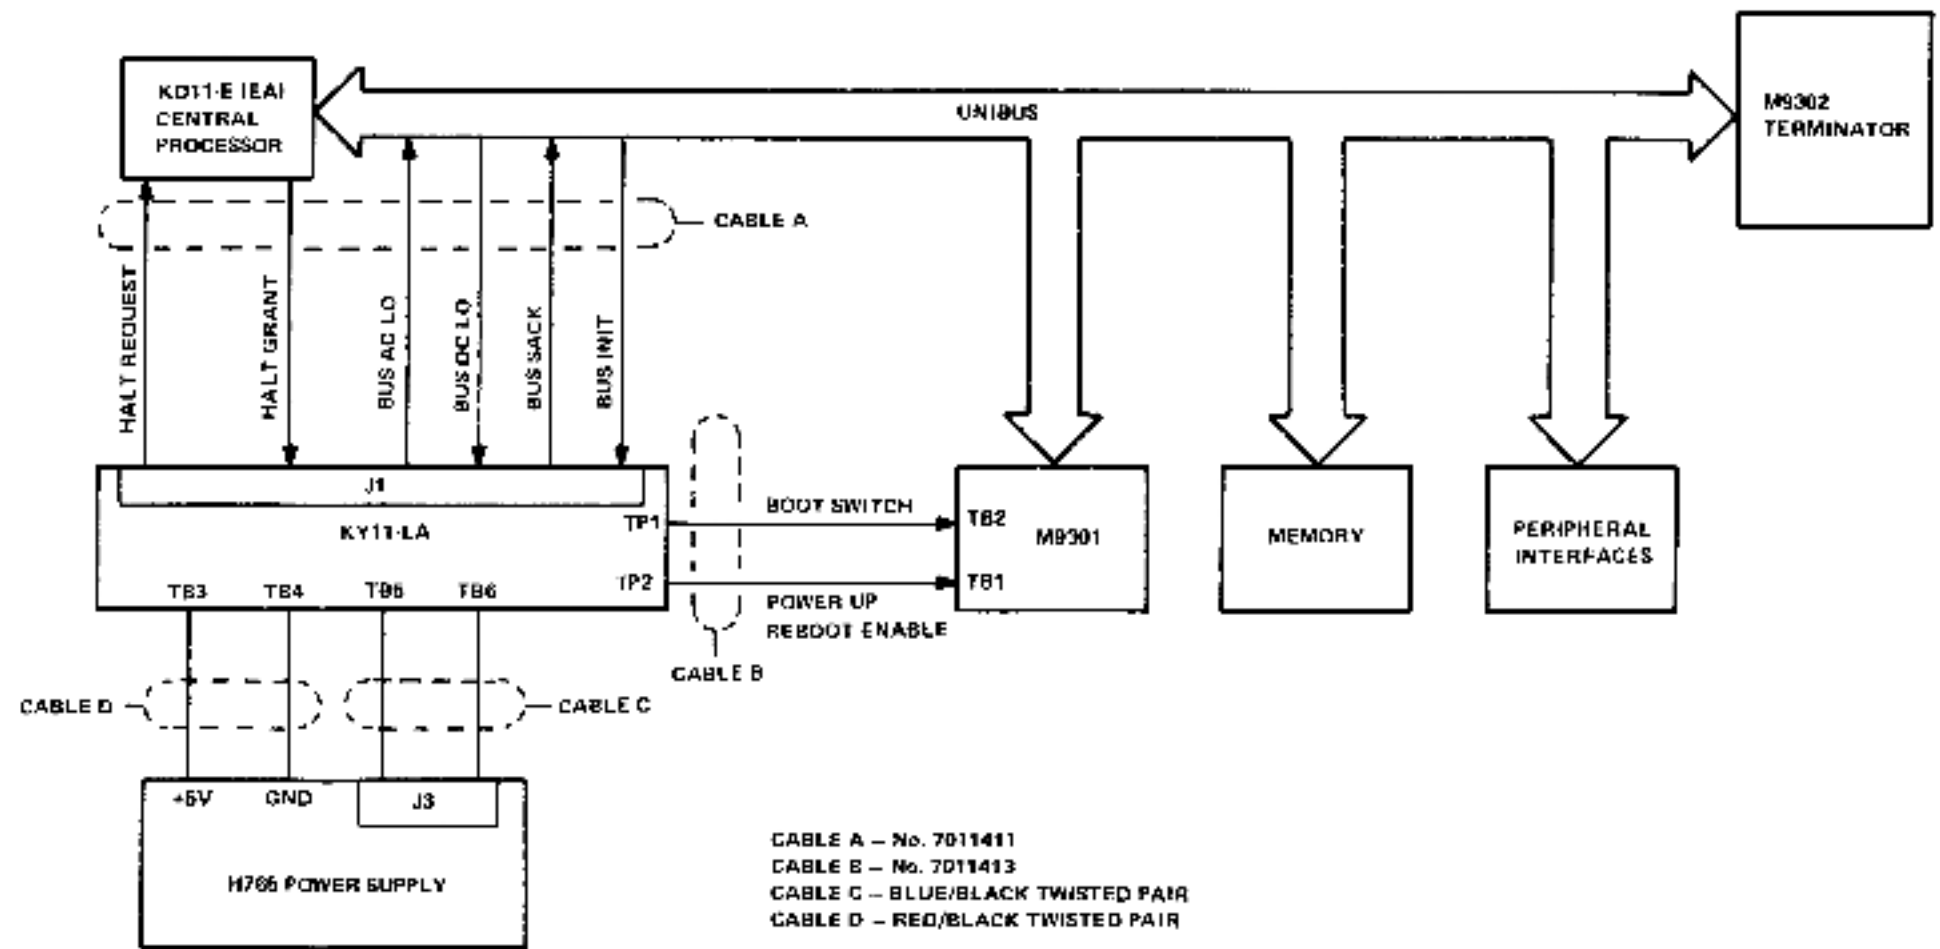 KD11-E (EA)
CENTRAL
PROCESSOR
UNIBUS
M9302
TERMINATOR
CABLE A
HALT REQUEST
HALT GRANT
BUS AC LO
BUS DC LO
BUS SACK
BUS INIT
J1
KY11-LA
TP1
TP2
BOOT SWITCH
POWER UP
REBOOT ENABLE
TB2
M9301
TB1
MEMORY
PERIPHERAL
INTERFACES
TB3
TB4
TB5
TB6
CABLE B
CABLE D
CABLE C
+5V
GND
J3
H765 POWER SUPPLY
CABLE A – No. 7011411
CABLE B – No. 7011413
CABLE C – BLUE/BLACK TWISTED PAIR
CABLE D – RED/BLACK TWISTED PAIR